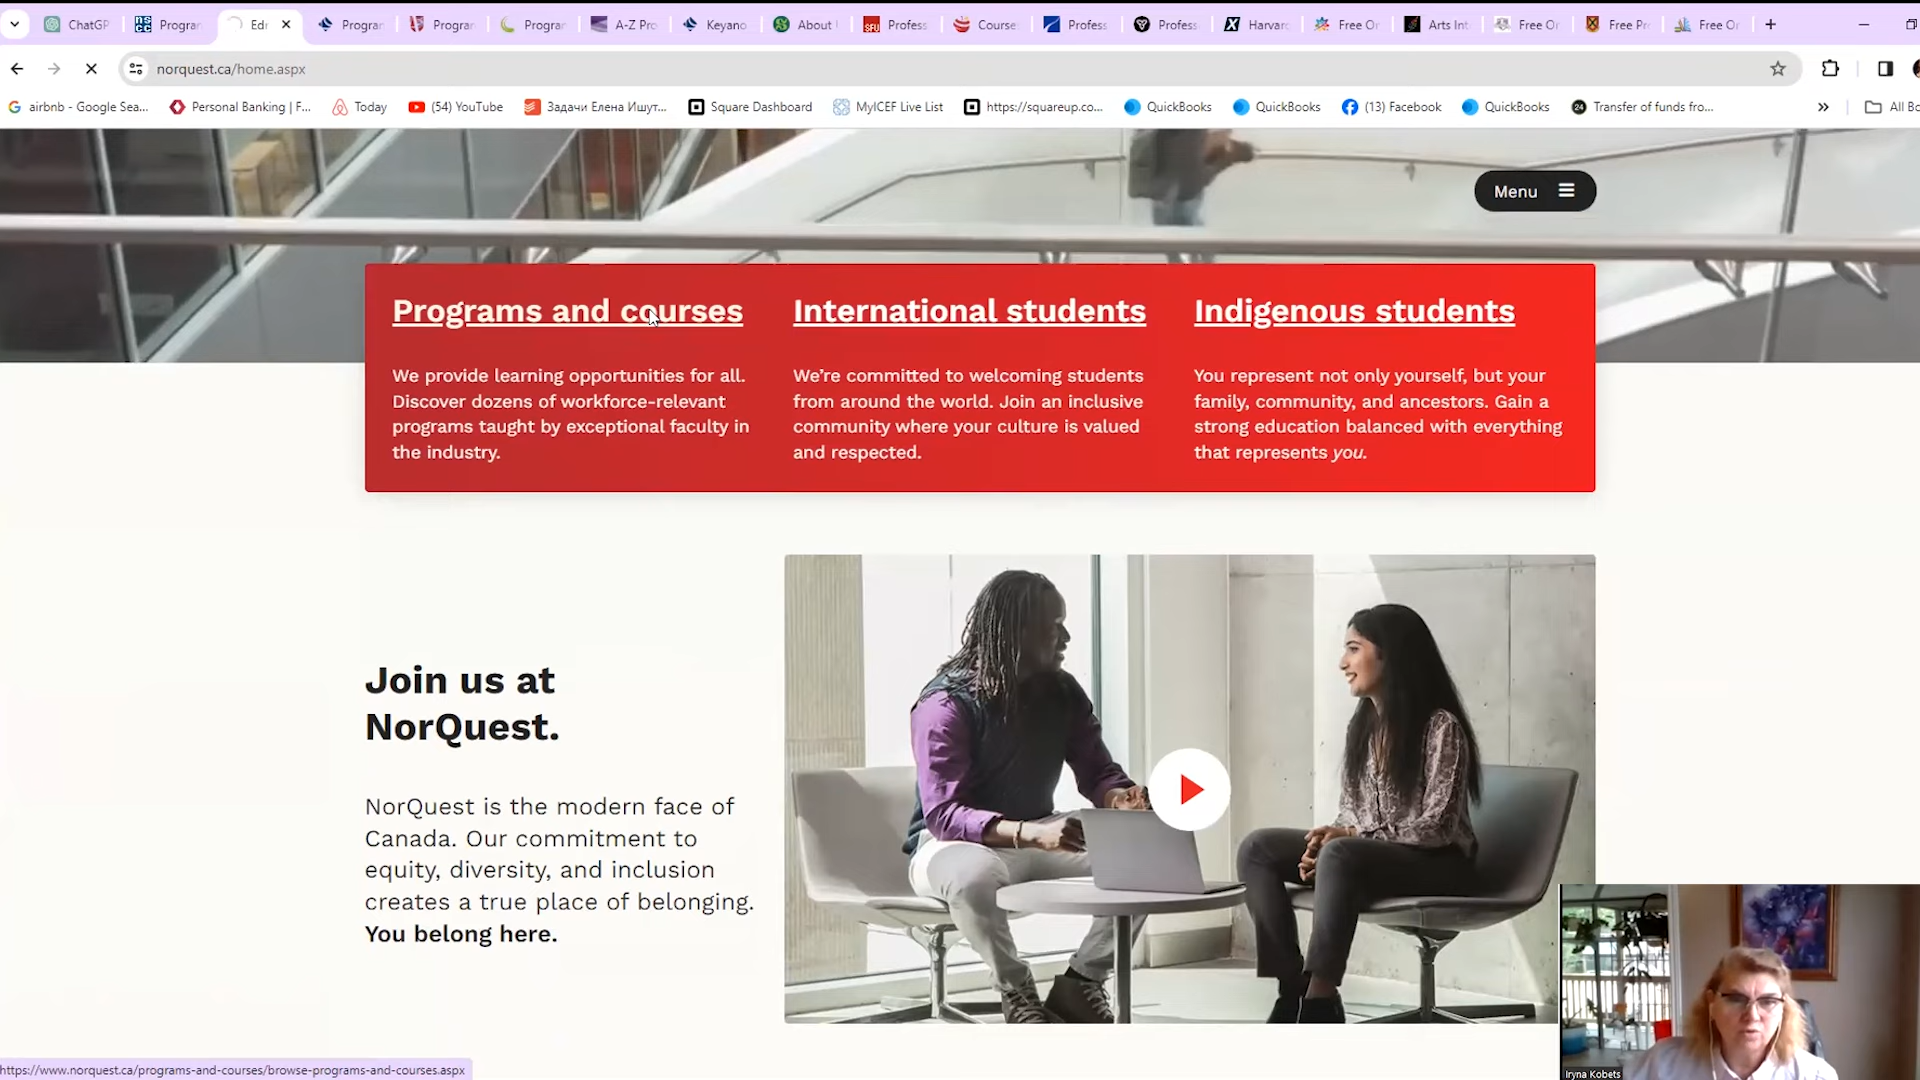 ChatGP
Program
Edr
Program
Program
Progra
A-Z Pro
Keyano
About
Profess
Course
Profess
Profess
Harvar
Free Or
Arts Int
Free Or
Free Pr
Free Or
norquest.ca/home.aspx
airbnb - Google Sea...
Personal Banking | F...
Today
(54) YouTube
Задачи Елена Ишут...
Square Dashboard
MyICEF Live List
https://squareup.co...
QuickBooks
QuickBooks
(13) Facebook
QuickBooks
Transfer of funds fro...
All Bo
Menu
Programs and courses
We provide learning opportunities for all.
Discover dozens of workforce-relevant
programs taught by exceptional faculty in
the industry.
International students
We're committed to welcoming students
from around the world. Join an inclusive
community where your culture is valued
and respected.
Indigenous students
You represent not only yourself, but your
family, community, and ancestors. Gain a
strong education balanced with everything
that represents you.
Join us at
NorQuest.
NorQuest is the modern face of
Canada. Our commitment to
equity, diversity, and inclusion
creates a true place of belonging.
You belong here.
https://www.norquest.ca/programs-and-courses/browse-programs-and-courses.aspx
Iryna Kobets